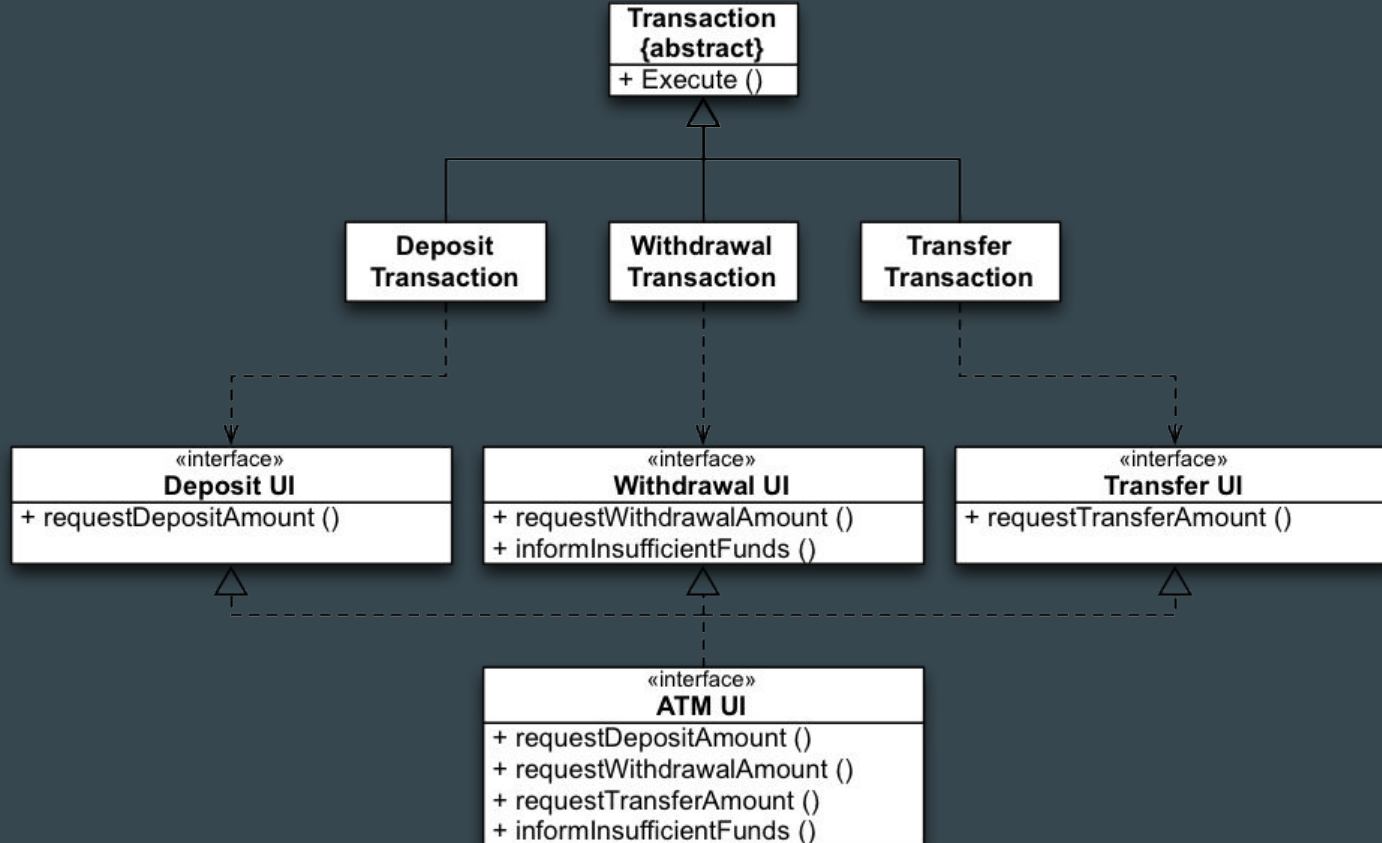 Transaction
{abstract}
+ Execute ()
Deposit
Transaction
Withdrawal
Transaction
Transfer
Transaction
«interface»
Deposit UI
+ requestDepositAmount ()
«interface»
Withdrawal UI
+ requestWithdrawalAmount ()
+ informInsufficientFunds ()
«interface»
Transfer UI
+ requestTransferAmount ()
«interface»
ATM UI
+ requestDepositAmount ()
+ requestWithdrawalAmount ()
+ requestTransferAmount ()
+ informInsufficientFunds ()